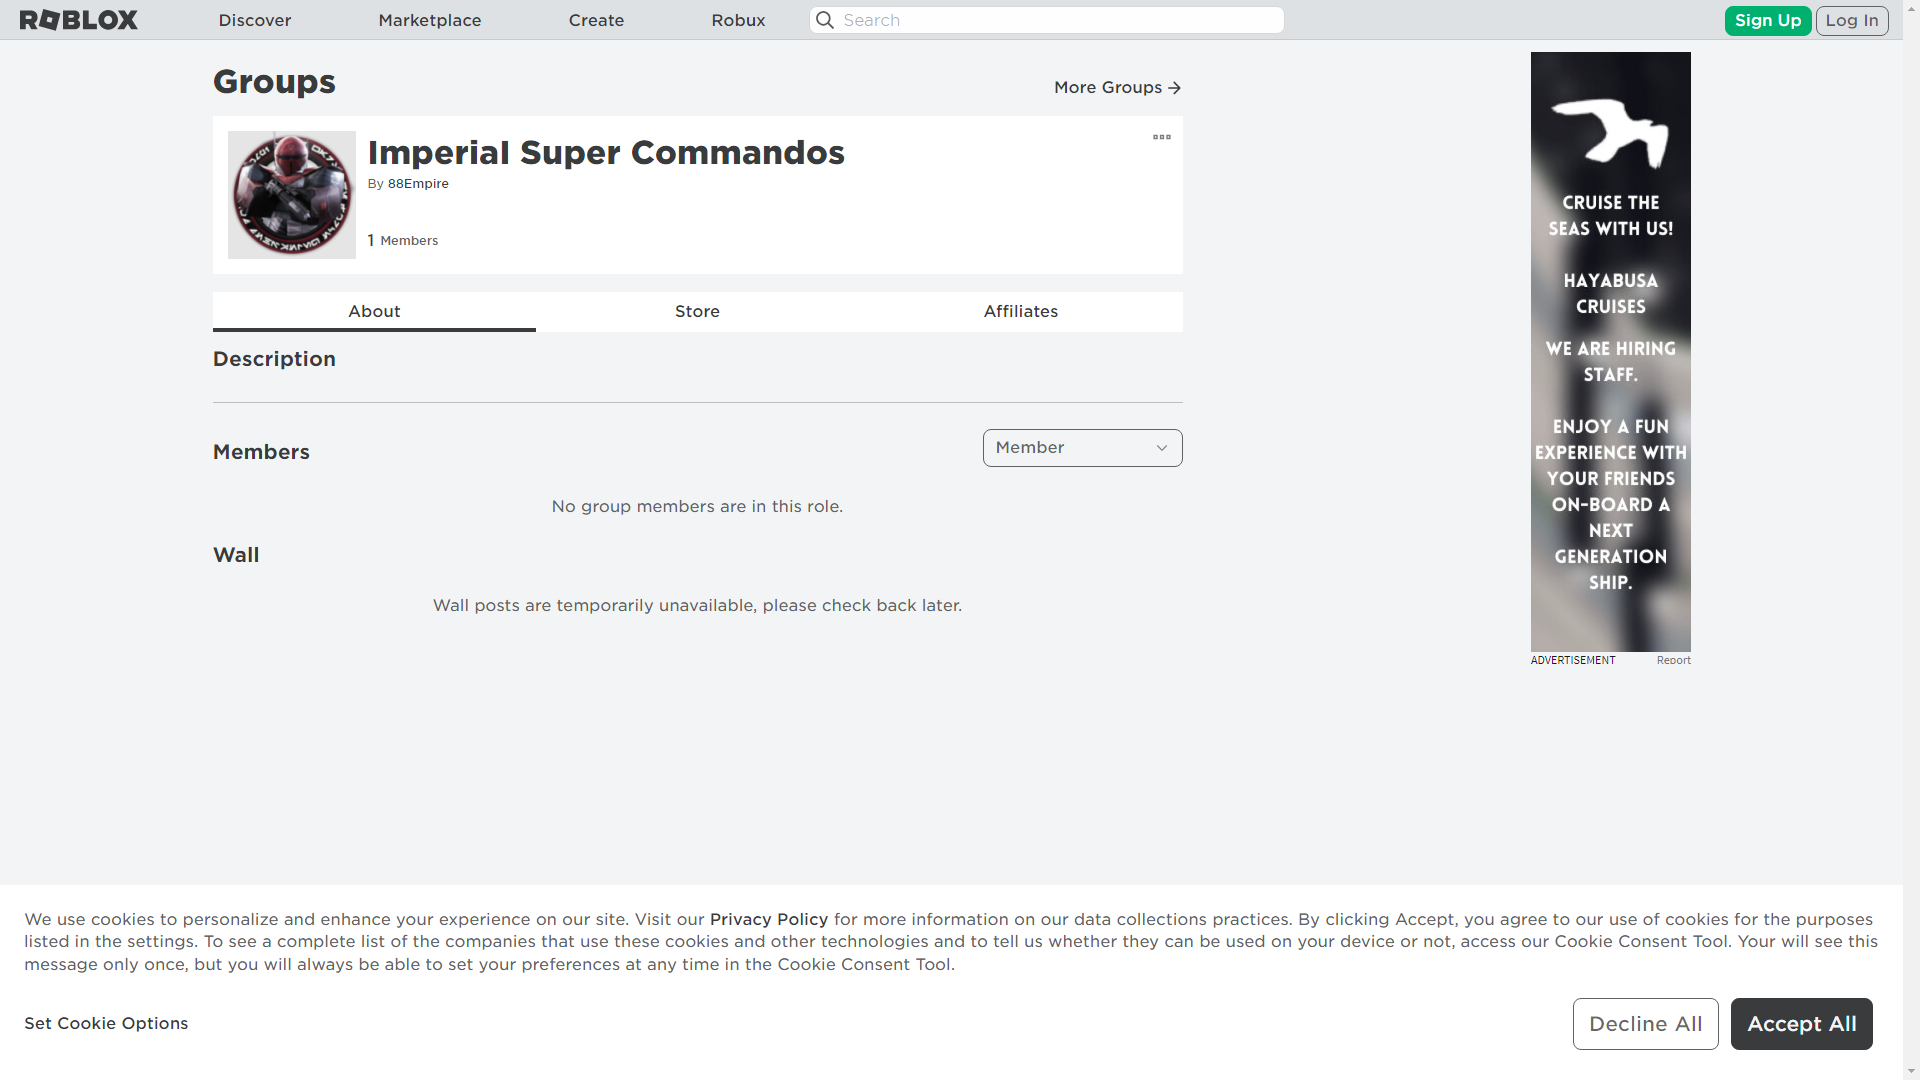 ROBLOX
Discover
Marketplace
Create
Robux
Search
Sign Up
Log In
Groups
More Groups
Imperial Super Commandos
By 88Empire
1 Members
About
Store
Affiliates
Description
Members
Member
No group members are in this role.
Wall
Wall posts are temporarily unavailable, please check back later.
CRUISE THE
SEAS WITH US!
HAYABUSA
CRUISES
WE ARE HIRING
STAFF.
ENJOY A FUN
EXPERIENCE WITH
YOUR FRIENDS
ON-BOARD A
NEXT
GENERATION
SHIP.
ADVERTISEMENT
Report
We use cookies to personalize and enhance your experience on our site. Visit our Privacy Policy for more information on our data collections practices. By clicking Accept, you agree to our use of cookies for the purposes
listed in the settings. To see a complete list of the companies that use these cookies and other technologies and to tell us whether they can be used on your device or not, access our Cookie Consent Tool. Your will see this
message only once, but you will always be able to set your preferences at any time in the Cookie Consent Tool.
Set Cookie Options
Decline All
Accept All